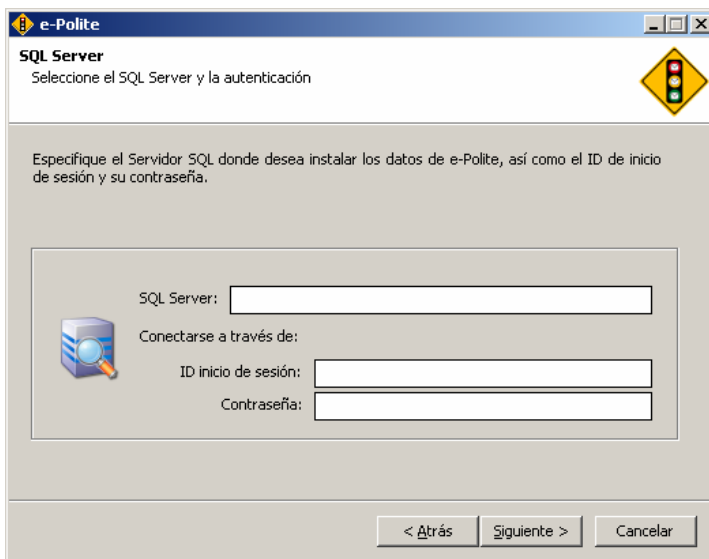 e-Polite
SQL Server
Seleccione el SQL Server y la autenticación
Especifique el Servidor SQL donde desea instalar los datos de e-Polite, así como el ID de inicio
de sesión y su contraseña.
SQL Server:
Conectarse a través de:
ID inicio de sesión:
Contraseña:
< Atrás
Siguiente >
Cancelar